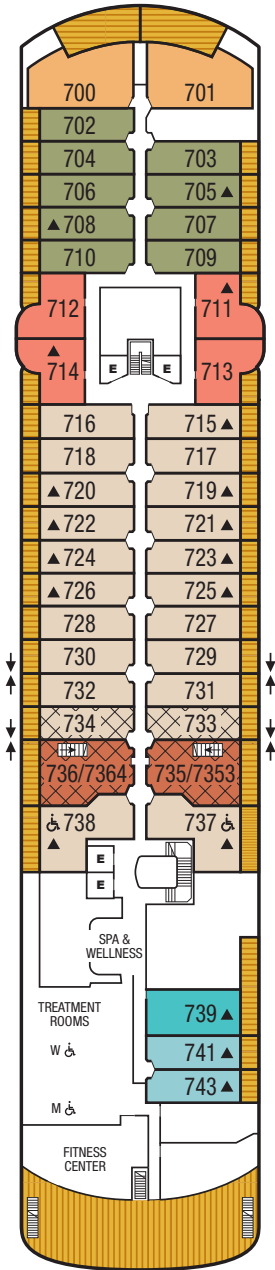 700 701
702
704 703
706 705
708 707
710 709
712 711
714 713
E E
716 715
718 717
720 719
722 721
724 723
726 725
728 727
730 729
732 731
734 733
736/7364 735/7353
738 737
E
E
SPA &
WELLNESS
TREATMENT
ROOMS
739
W
741
743
M
FITNESS
CENTER